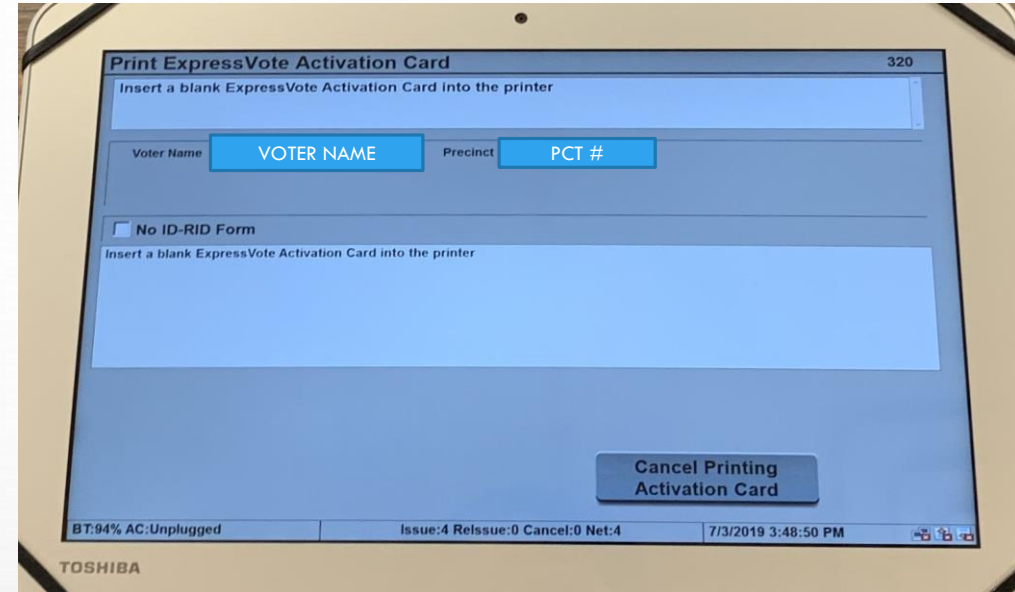 Print ExpressVote Activation Card 320
Insert a blank ExpressVote Activation Card into the printer
Voter Name VOTER NAME Precinct PCT #
No ID-RID Form
Insert a blank ExpressVote Activation Card into the printer
Cancel Printing
Activation Card
BT:94% AC:Unplugged Issue:4 ReIssue:0 Cancel:0 Net:4 7/3/2019 3:48:50 PM
TOSHIBA